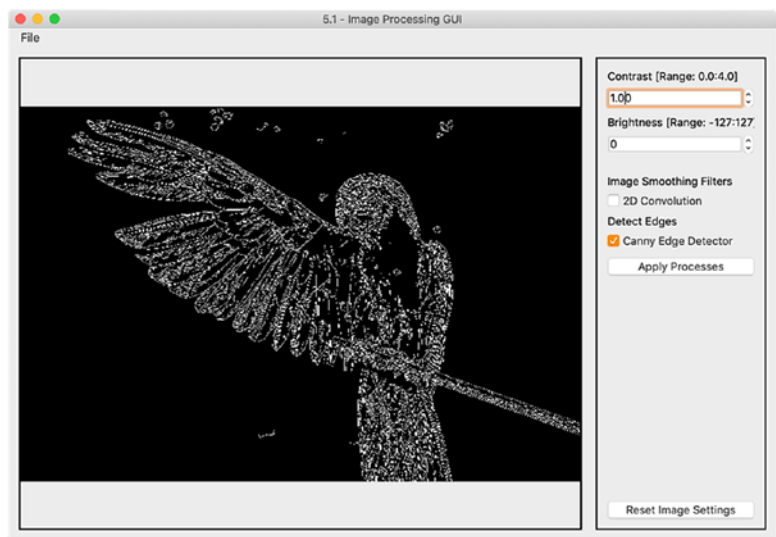 5.1 - Image Processing GUI
File
Contrast [Range: 0.0:4.0]
1.00
Brightness [Range: -127:127]
0
Image Smoothing Filters
2D Convolution
Detect Edges
Canny Edge Detector
Apply Processes
Reset Image Settings